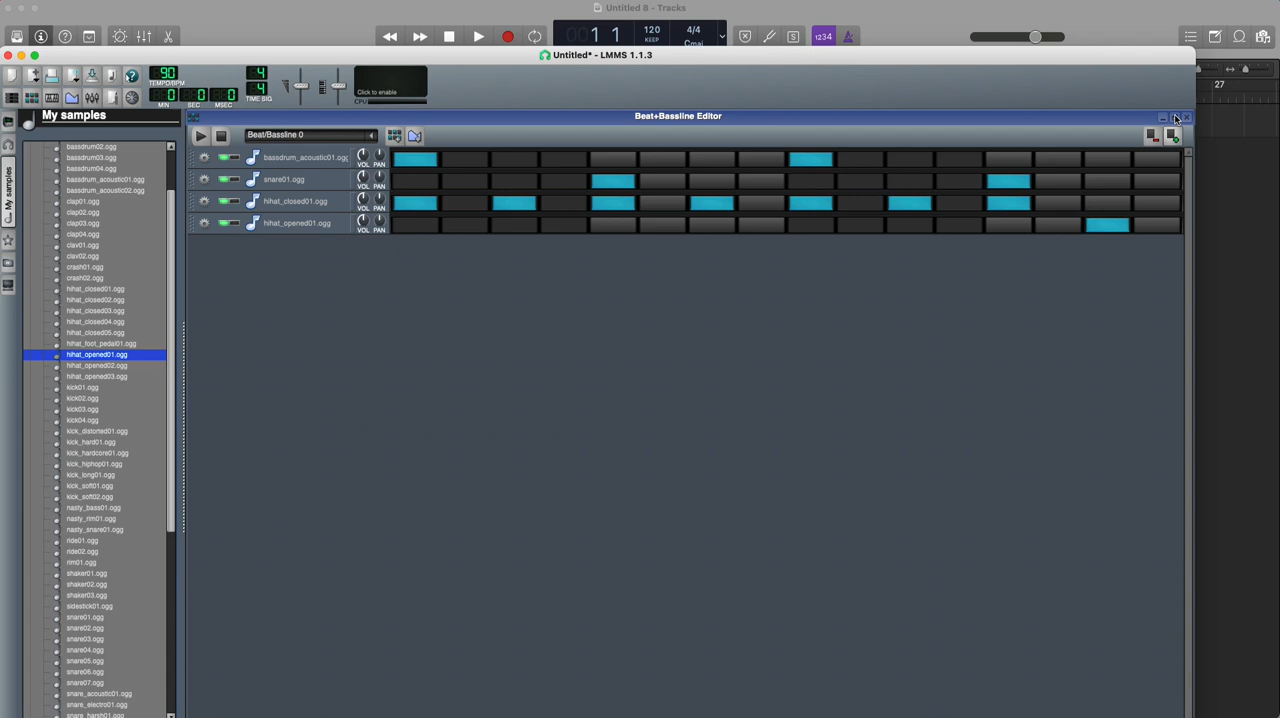 Untitled 8 - Tracks
1 1
120
KEEP
4/4
Cmaj
1234
S
Untitled* - LMMS 1.1.3
27
90
TEMPO/BPM
4
4
TIME SIG
0
0
0
MIN
SEC
MSEC
Click to enable
CPU
My samples
My samples
bassdrum02.ogg
bassdrum03.ogg
bassdrum04.ogg
bassdrum_acoustic01.ogg
bassdrum_acoustic02.ogg
clap01.ogg
clap02.ogg
clap03.ogg
clap04.ogg
clav01.ogg
clav02.ogg
crash01.ogg
crash02.ogg
hihat_closed01.ogg
hihat_closed02.ogg
hihat_closed03.ogg
hihat_closed04.ogg
hihat_closed05.ogg
hihat_foot_pedal01.ogg
hihat_opened01.ogg
hihat_opened02.ogg
hihat_opened03.ogg
kick01.ogg
kick02.ogg
kick03.ogg
kick04.ogg
kick_distorted01.ogg
kick_hard01.ogg
kick_hardcore01.ogg
kick_hiphop01.ogg
kick_long01.ogg
kick_soft01.ogg
kick_soft02.ogg
nasty_bass01.ogg
nasty_rim01.ogg
nasty_snare01.ogg
ride01.ogg
ride02.ogg
rim01.ogg
shaker01.ogg
shaker02.ogg
shaker03.ogg
sidestick01.ogg
snare01.ogg
snare02.ogg
snare03.ogg
snare04.ogg
snare05.ogg
snare06.ogg
snare07.ogg
snare_acoustic01.ogg
snare_electro01.ogg
snare_harsh01.ogg
Beat+Bassline Editor
Beat/Bassline 0
bassdrum_acoustic01.ogg
VOL PAN
snare01.ogg
VOL PAN
hihat_closed01.ogg
VOL PAN
hihat_opened01.ogg
VOL PAN